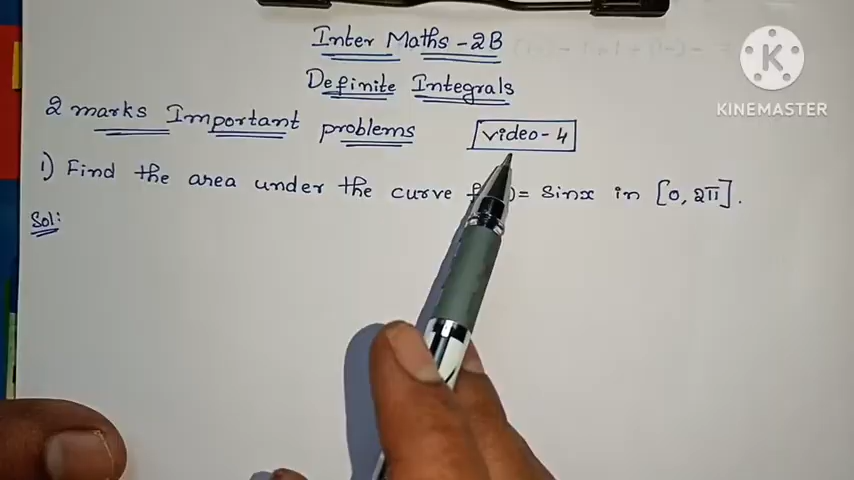 Inter Maths - 2B
Definite Integrals
2 marks Important problems video - 4
1) Find the area under the curve = sinx in [0, 2π].
Sol:
K
KINEMASTER